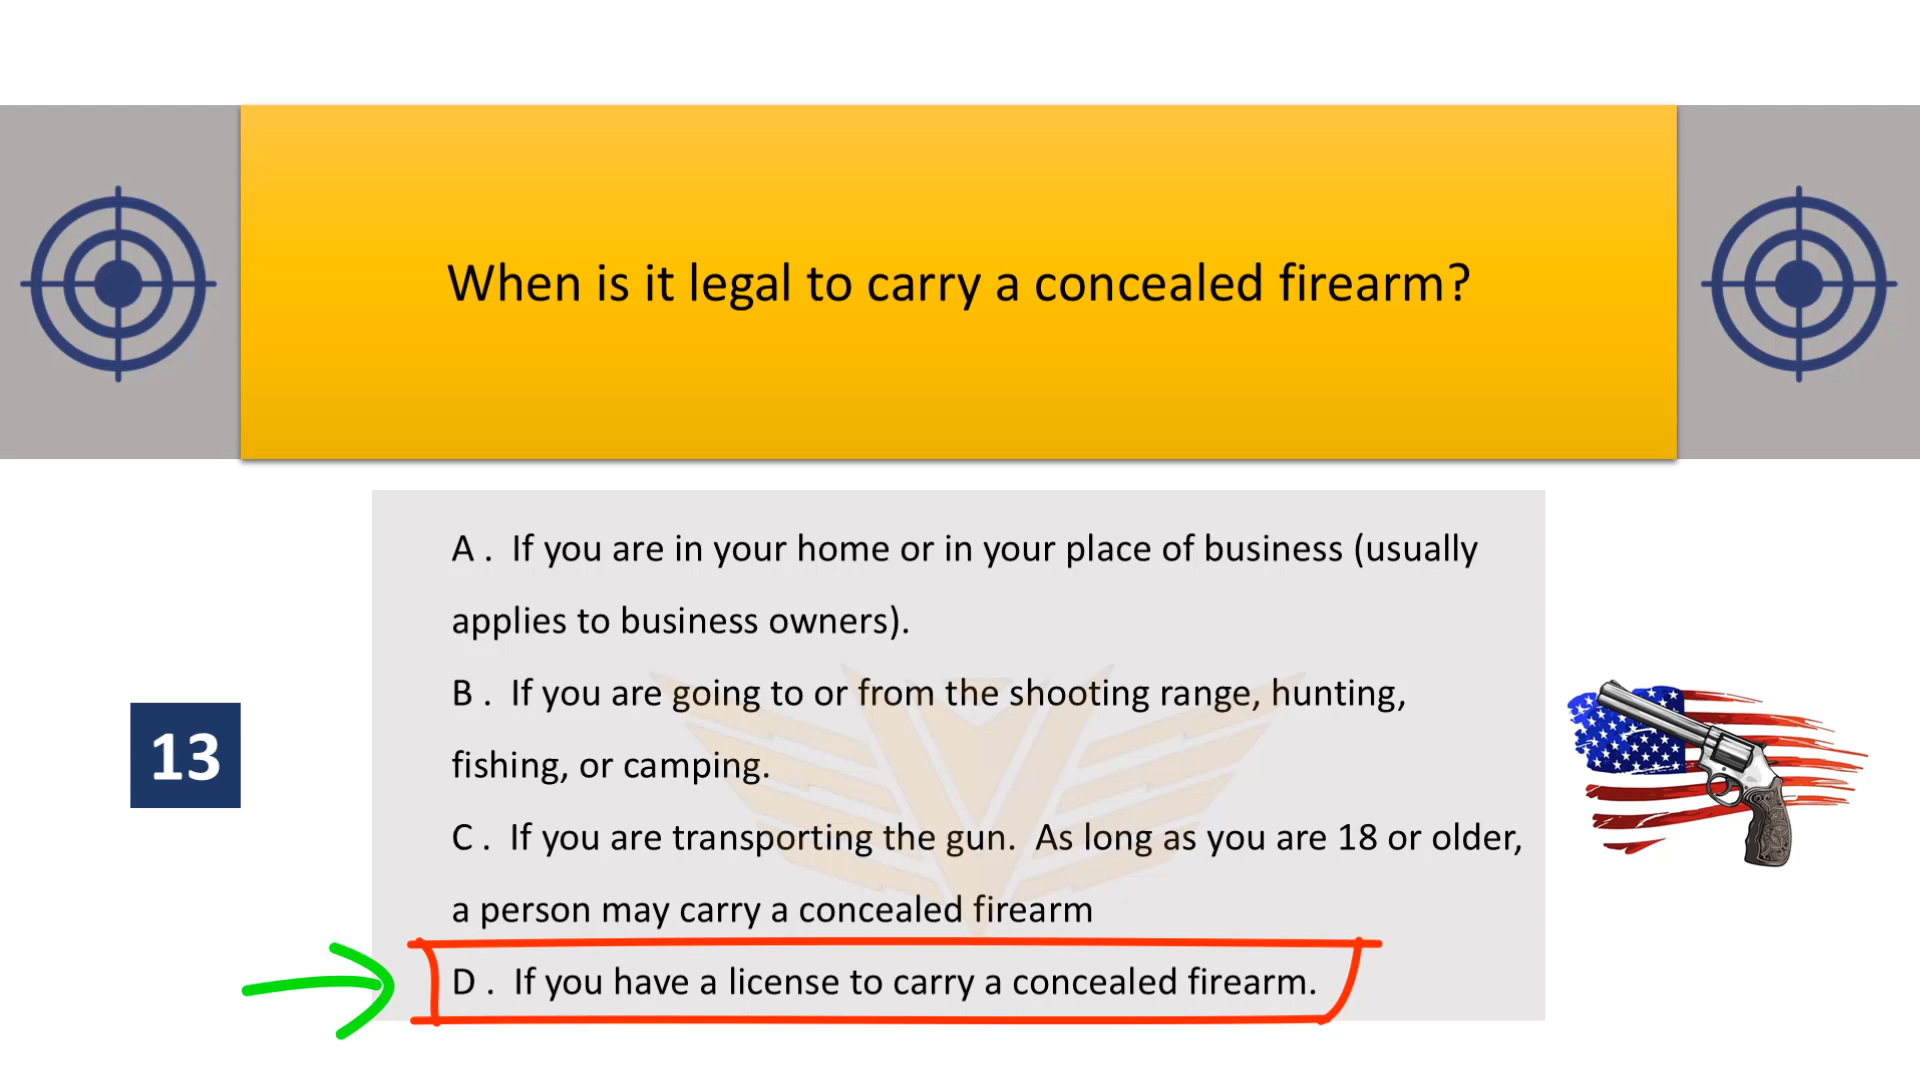 When is it legal to carry a concealed firearm?
A .  If you are in your home or in your place of business (usually
applies to business owners).
B .  If you are going to or from the shooting range, hunting,
fishing, or camping.
13
C .  If you are transporting the gun.  As long as you are 18 or older,
a person may carry a concealed firearm
D .  If you have a license to carry a concealed firearm.